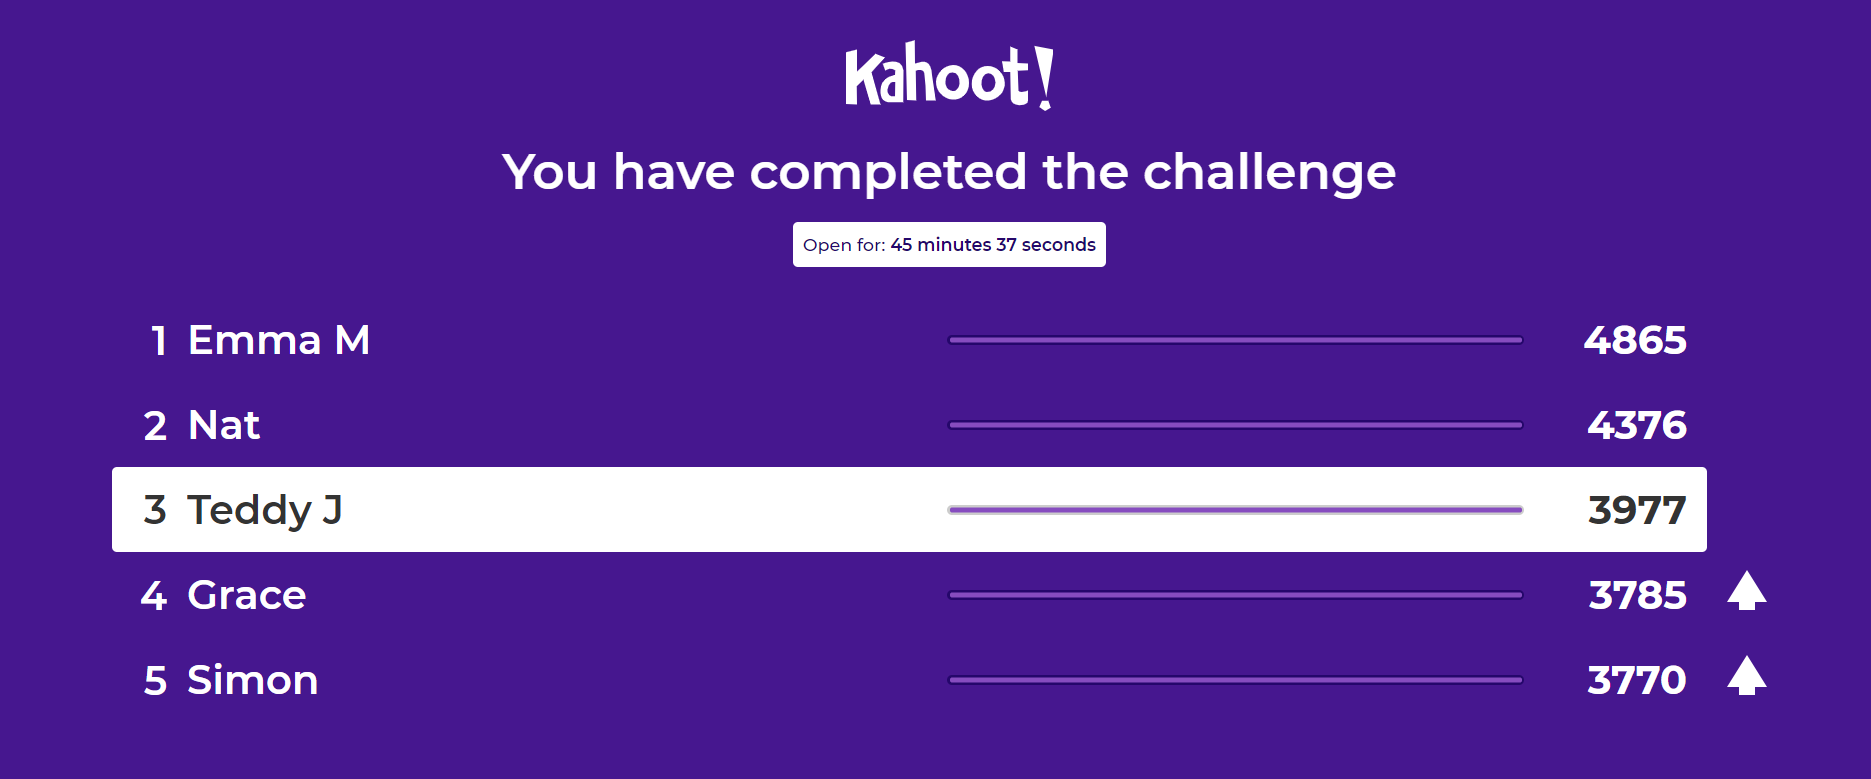 Kahoot!
You have completed the challenge
Open for: 45 minutes 37 seconds
1 Emma M 4865
2 Nat 4376
3 Teddy J 3977
4 Grace 3785
5 Simon 3770